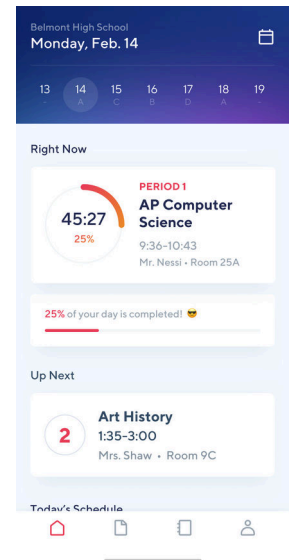 Belmont High School
Monday, Feb. 14
13 14 15 16 17 18 19
- A C B D A -
Right Now
PERIOD 1
AP Computer
Science
45:27
25%
9:36-10:43
Mr. Nessi • Room 25A
25% of your day is completed! 😎
Up Next
2
Art History
1:35-3:00
Mrs. Shaw • Room 9C
Today's Schedule